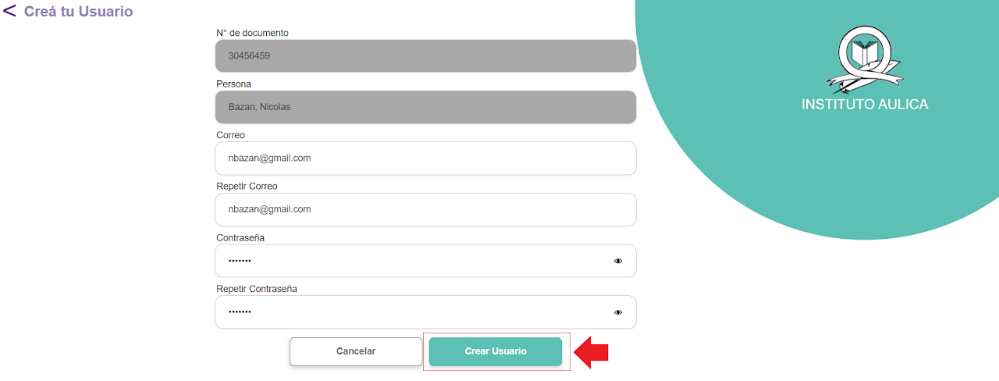 < Creá tu Usuario
N° de documento
30456459
Persona
Bazan, Nicolas
Correo
nbazan@gmail.com
Repetir Correo
nbazan@gmail.com
Contraseña
•••••••
Repetir Contraseña
•••••••
Cancelar
Crear Usuario
INSTITUTO AULICA